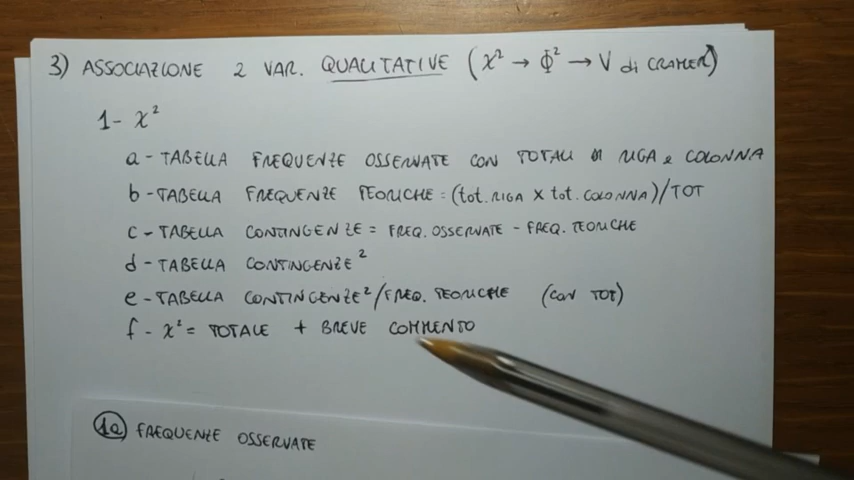 3) ASSOCIAZIONE 2 VAR. QUALITATIVE (χ² → Φ² → V di CRAMER)
1- χ²
a - TABELLA FREQUENZE OSSERVATE CON TOTALI DI RIGA e COLONNA
b - TABELLA FREQUENZE TEORICHE = (tot. RIGA X tot. COLONNA)/TOT
c - TABELLA CONTINGENZE = FREQ. OSSERVATE - FREQ. TEORICHE
d - TABELLA CONTINGENZE²
e - TABELLA CONTINGENZE²/FREQ. TEORICHE (CON TOT)
f - χ² = TOTALE + BREVE COMMENTO
1a FREQUENZE OSSERVATE